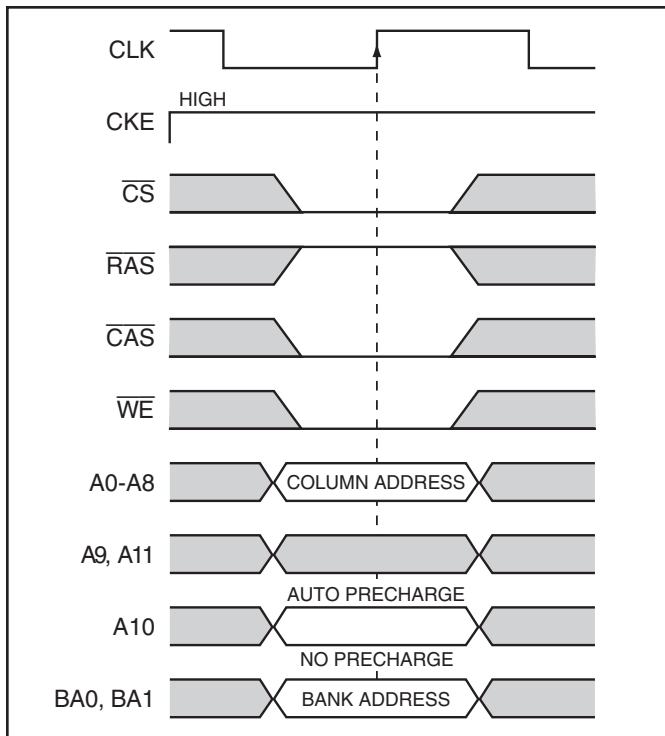 CLK
HIGH
CKE
CS
RAS
CAS
WE
A0-A8 COLUMN ADDRESS
A9, A11
AUTO PRECHARGE
A10
NO PRECHARGE
BA0, BA1 BANK ADDRESS